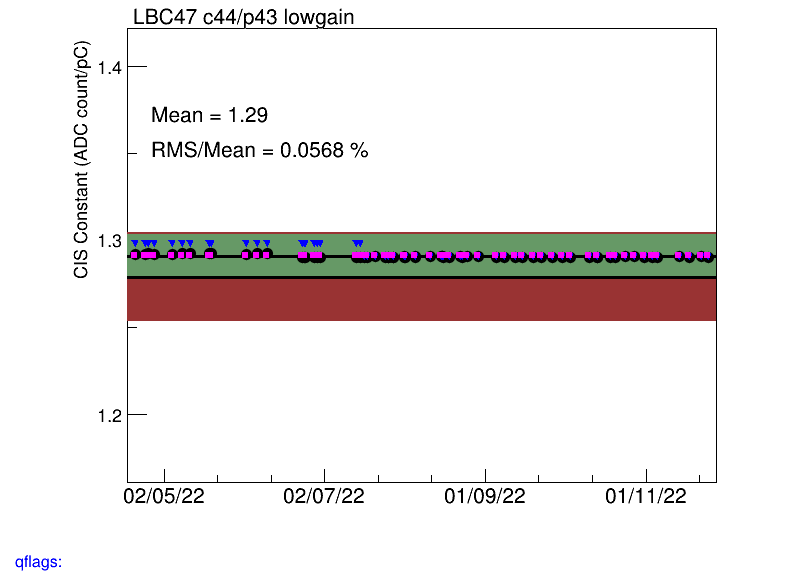 LBC47 c44/p43 lowgain
CIS Constant (ADC count/pC)
1.4
Mean = 1.29
RMS/Mean = 0.0568 %
1.3
1.2
02/05/22 02/07/22 01/09/22 01/11/22
qflags: